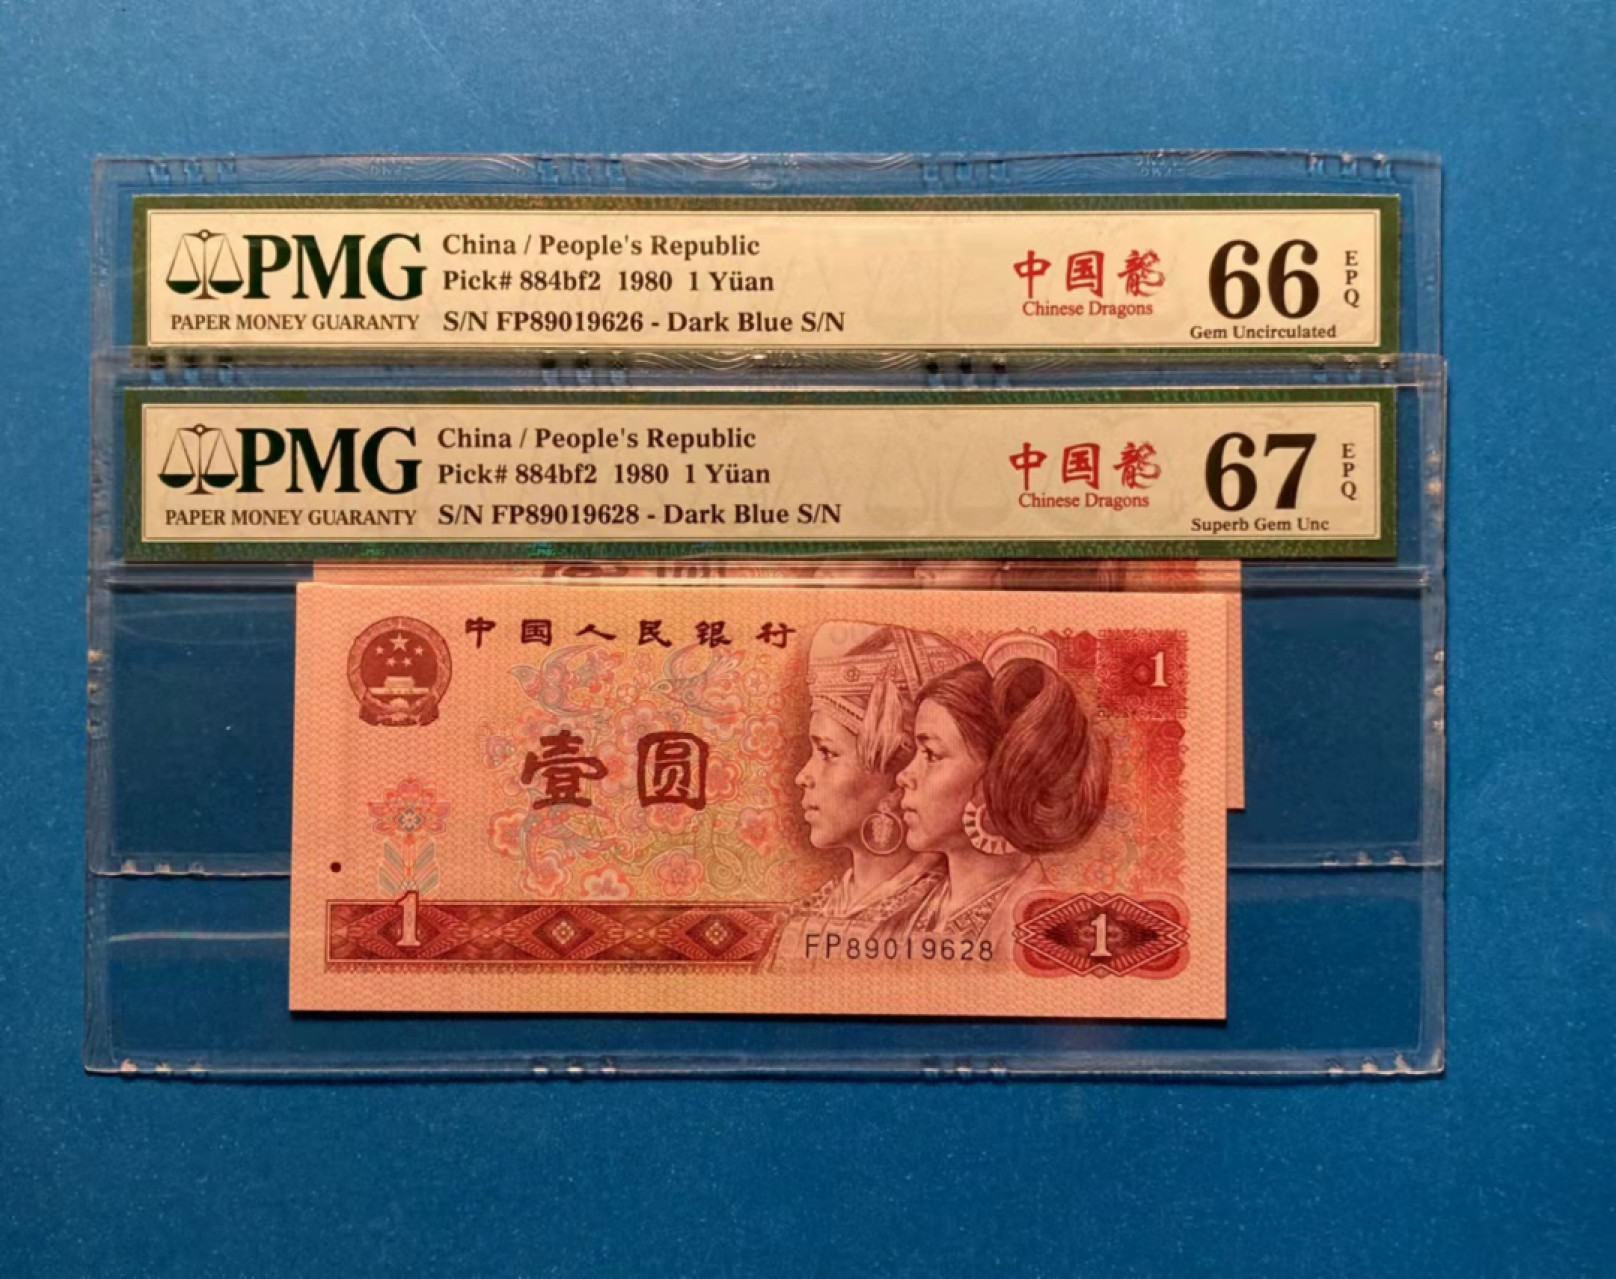 PMG
PAPER MONEY GUARANTY
China / People's Republic
Pick# 884bf2 1980 1 Yüan
S/N FP89019626 - Dark Blue S/N
中国龍
Chinese Dragons
66
EPQ
Gem Uncirculated
PMG
PAPER MONEY GUARANTY
China / People's Republic
Pick# 884bf2 1980 1 Yüan
S/N FP89019628 - Dark Blue S/N
中国龍
Chinese Dragons
67
EPQ
Superb Gem Unc
中国人民银行
1
壹圆
1
FP89019628
1